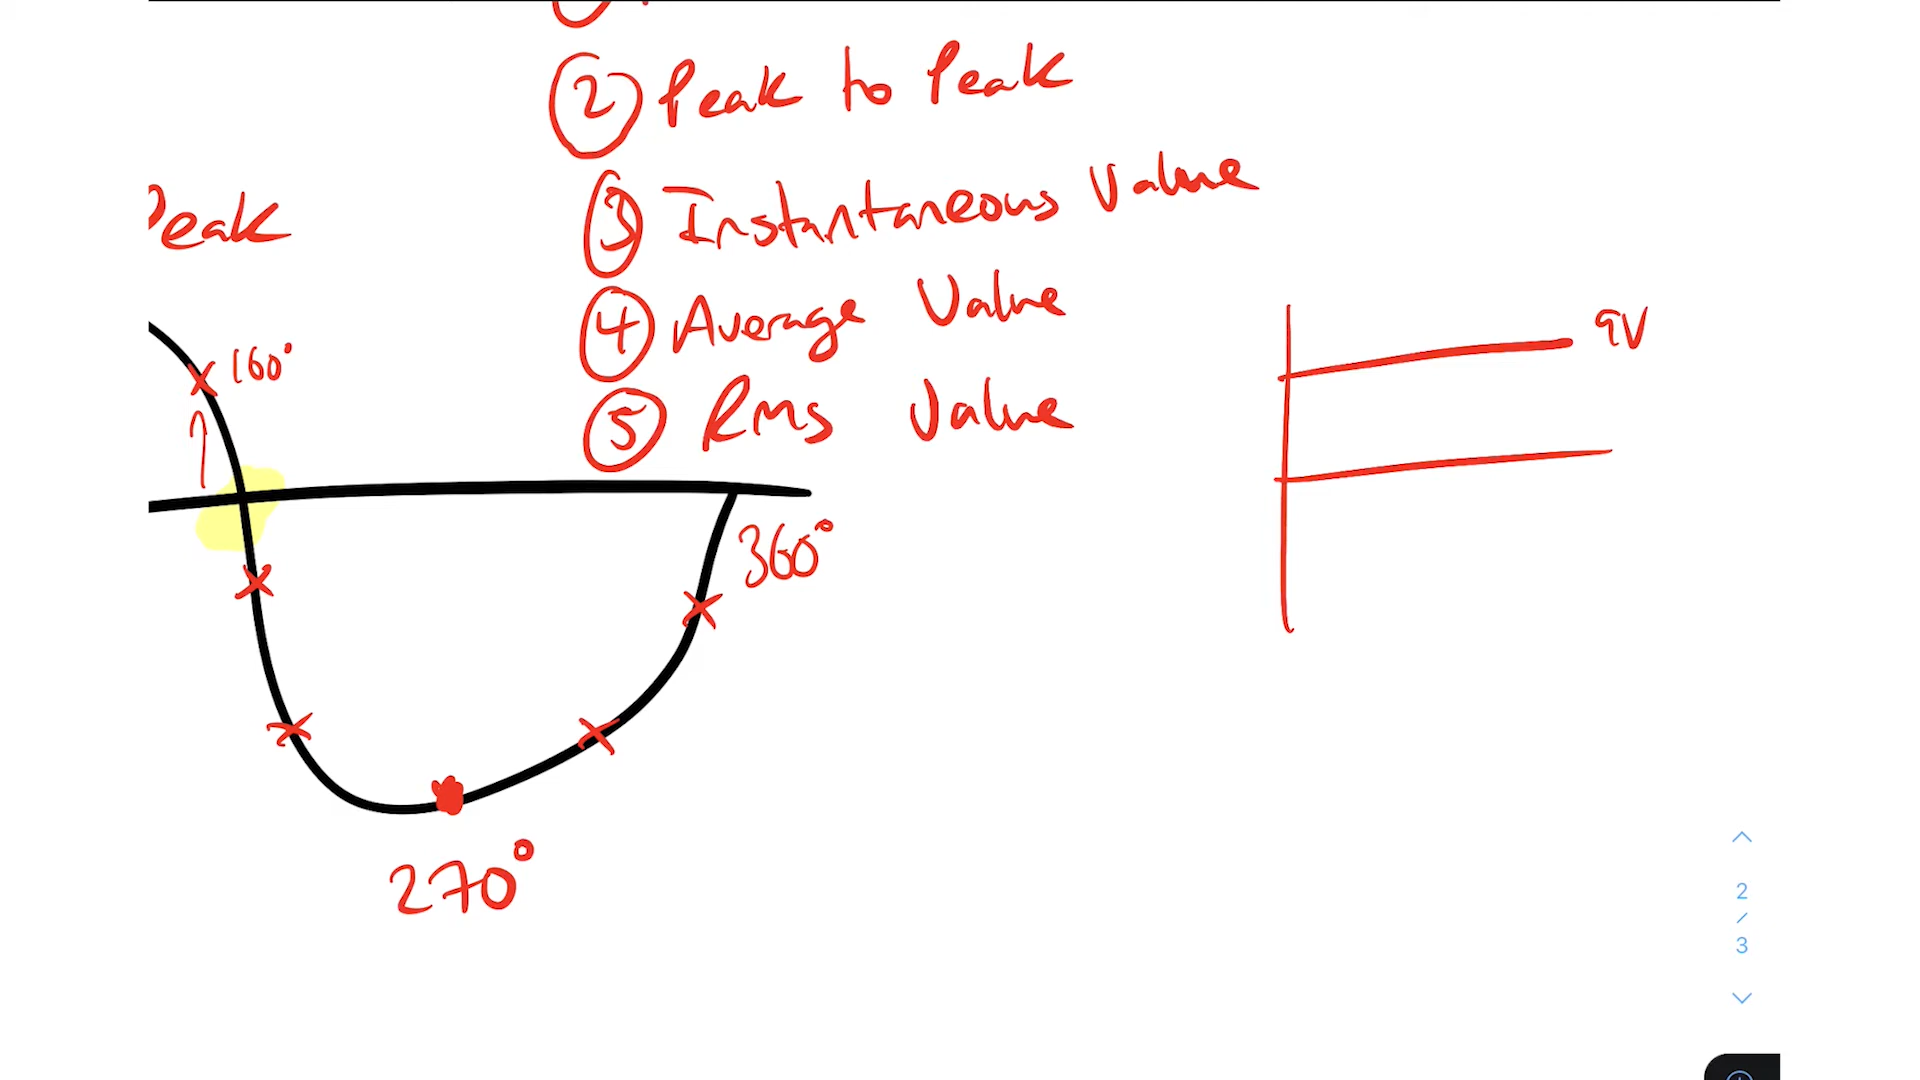 2 Peak to Peak
3 Instantaneous Value
Peak
4 Average Value
9V
160°
5 RMS Value
360°
270°
2
/
3